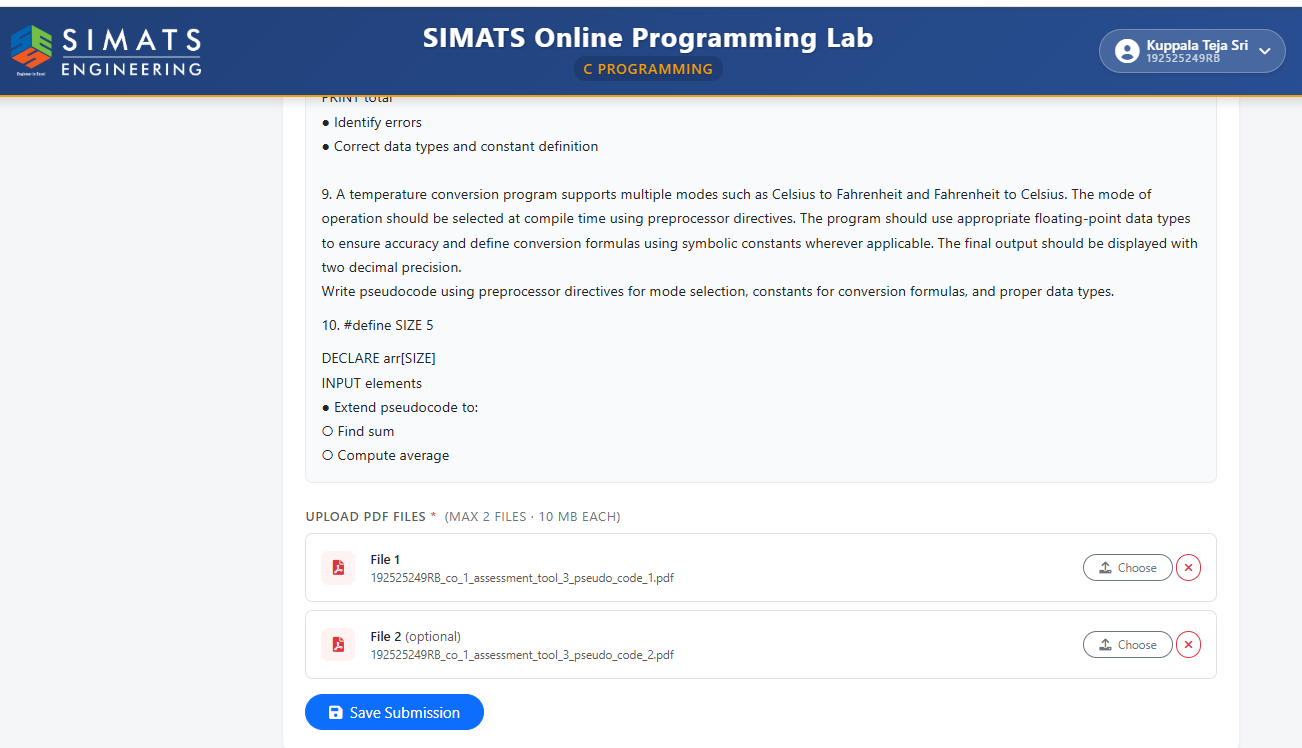 SIMATS
ENGINEERING
Engineer to Excel
SIMATS Online Programming Lab
C PROGRAMMING
Kuppala Teja Sri
192525249RB
PRINT total
● Identify errors
● Correct data types and constant definition
9. A temperature conversion program supports multiple modes such as Celsius to Fahrenheit and Fahrenheit to Celsius. The mode of
operation should be selected at compile time using preprocessor directives. The program should use appropriate floating-point data types
to ensure accuracy and define conversion formulas using symbolic constants wherever applicable. The final output should be displayed with
two decimal precision.
Write pseudocode using preprocessor directives for mode selection, constants for conversion formulas, and proper data types.
10. #define SIZE 5
DECLARE arr[SIZE]
INPUT elements
● Extend pseudocode to:
○ Find sum
○ Compute average
UPLOAD PDF FILES * (MAX 2 FILES · 10 MB EACH)
File 1
192525249RB_co_1_assessment_tool_3_pseudo_code_1.pdf
Choose
File 2 (optional)
192525249RB_co_1_assessment_tool_3_pseudo_code_2.pdf
Choose
Save Submission